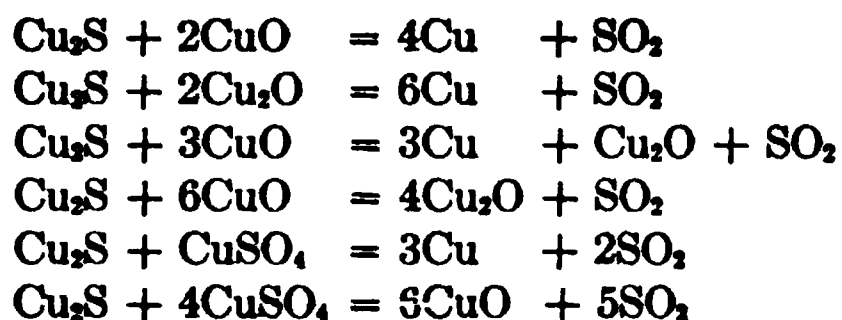 Cu₂S + 2CuO = 4Cu + SO₂
Cu₂S + 2Cu₂O = 6Cu + SO₂
Cu₂S + 3CuO = 3Cu + Cu₂O + SO₂
Cu₂S + 6CuO = 4Cu₂O + SO₂
Cu₂S + CuSO₄ = 3Cu + 2SO₂
Cu₂S + 4CuSO₄ = 6CuO + 5SO₂